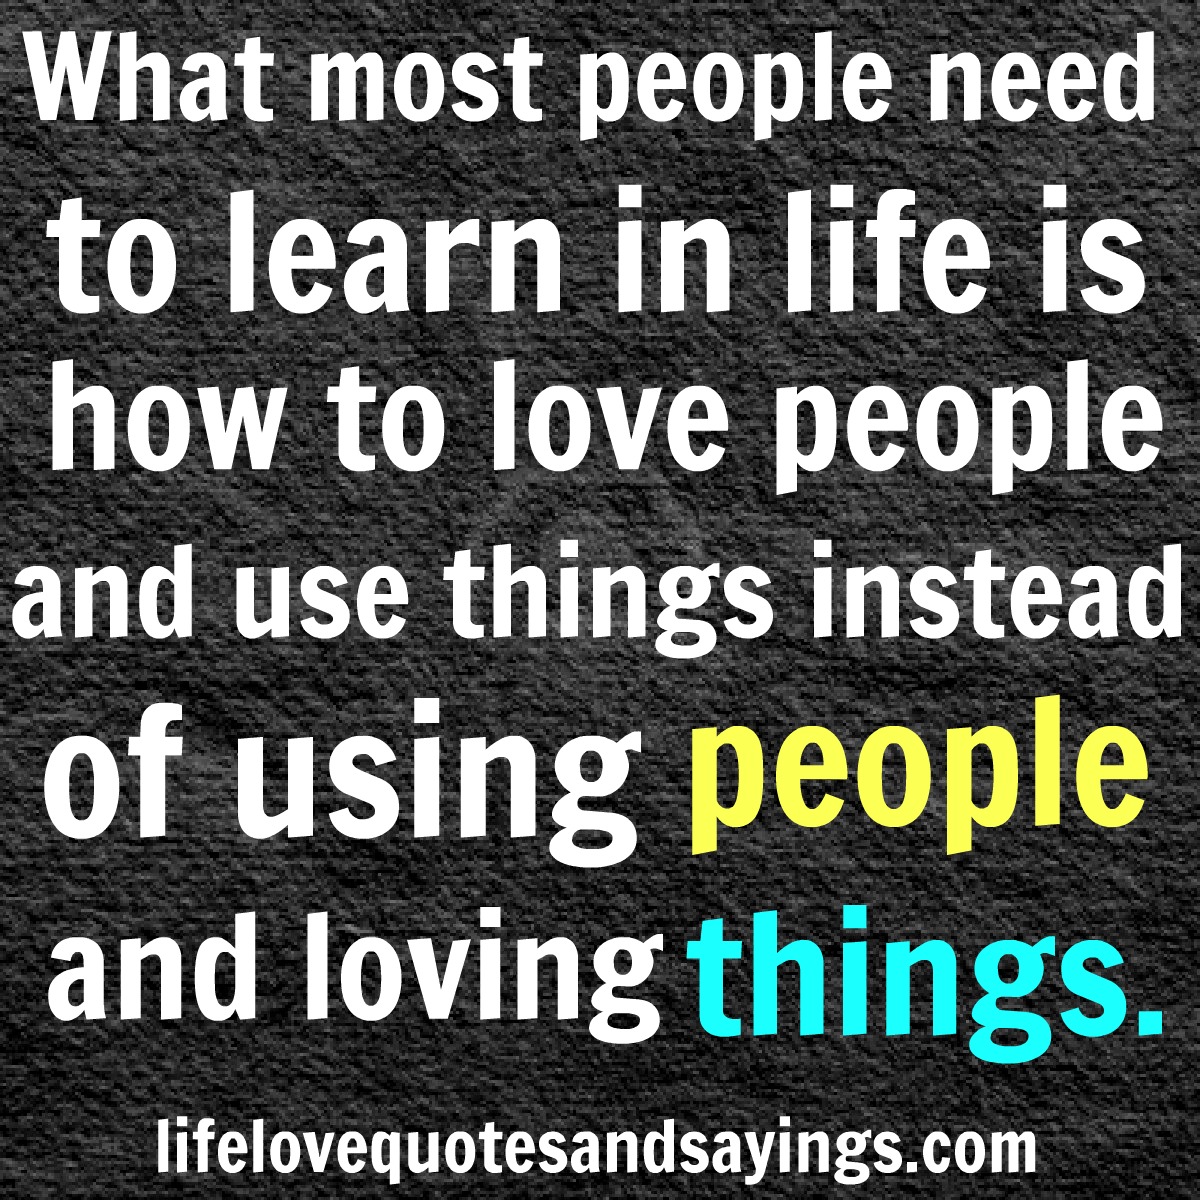 What most people need
to learn in life is
how to love people
and use things instead
of using people
and loving things.
lifelovequotesandsayings.com